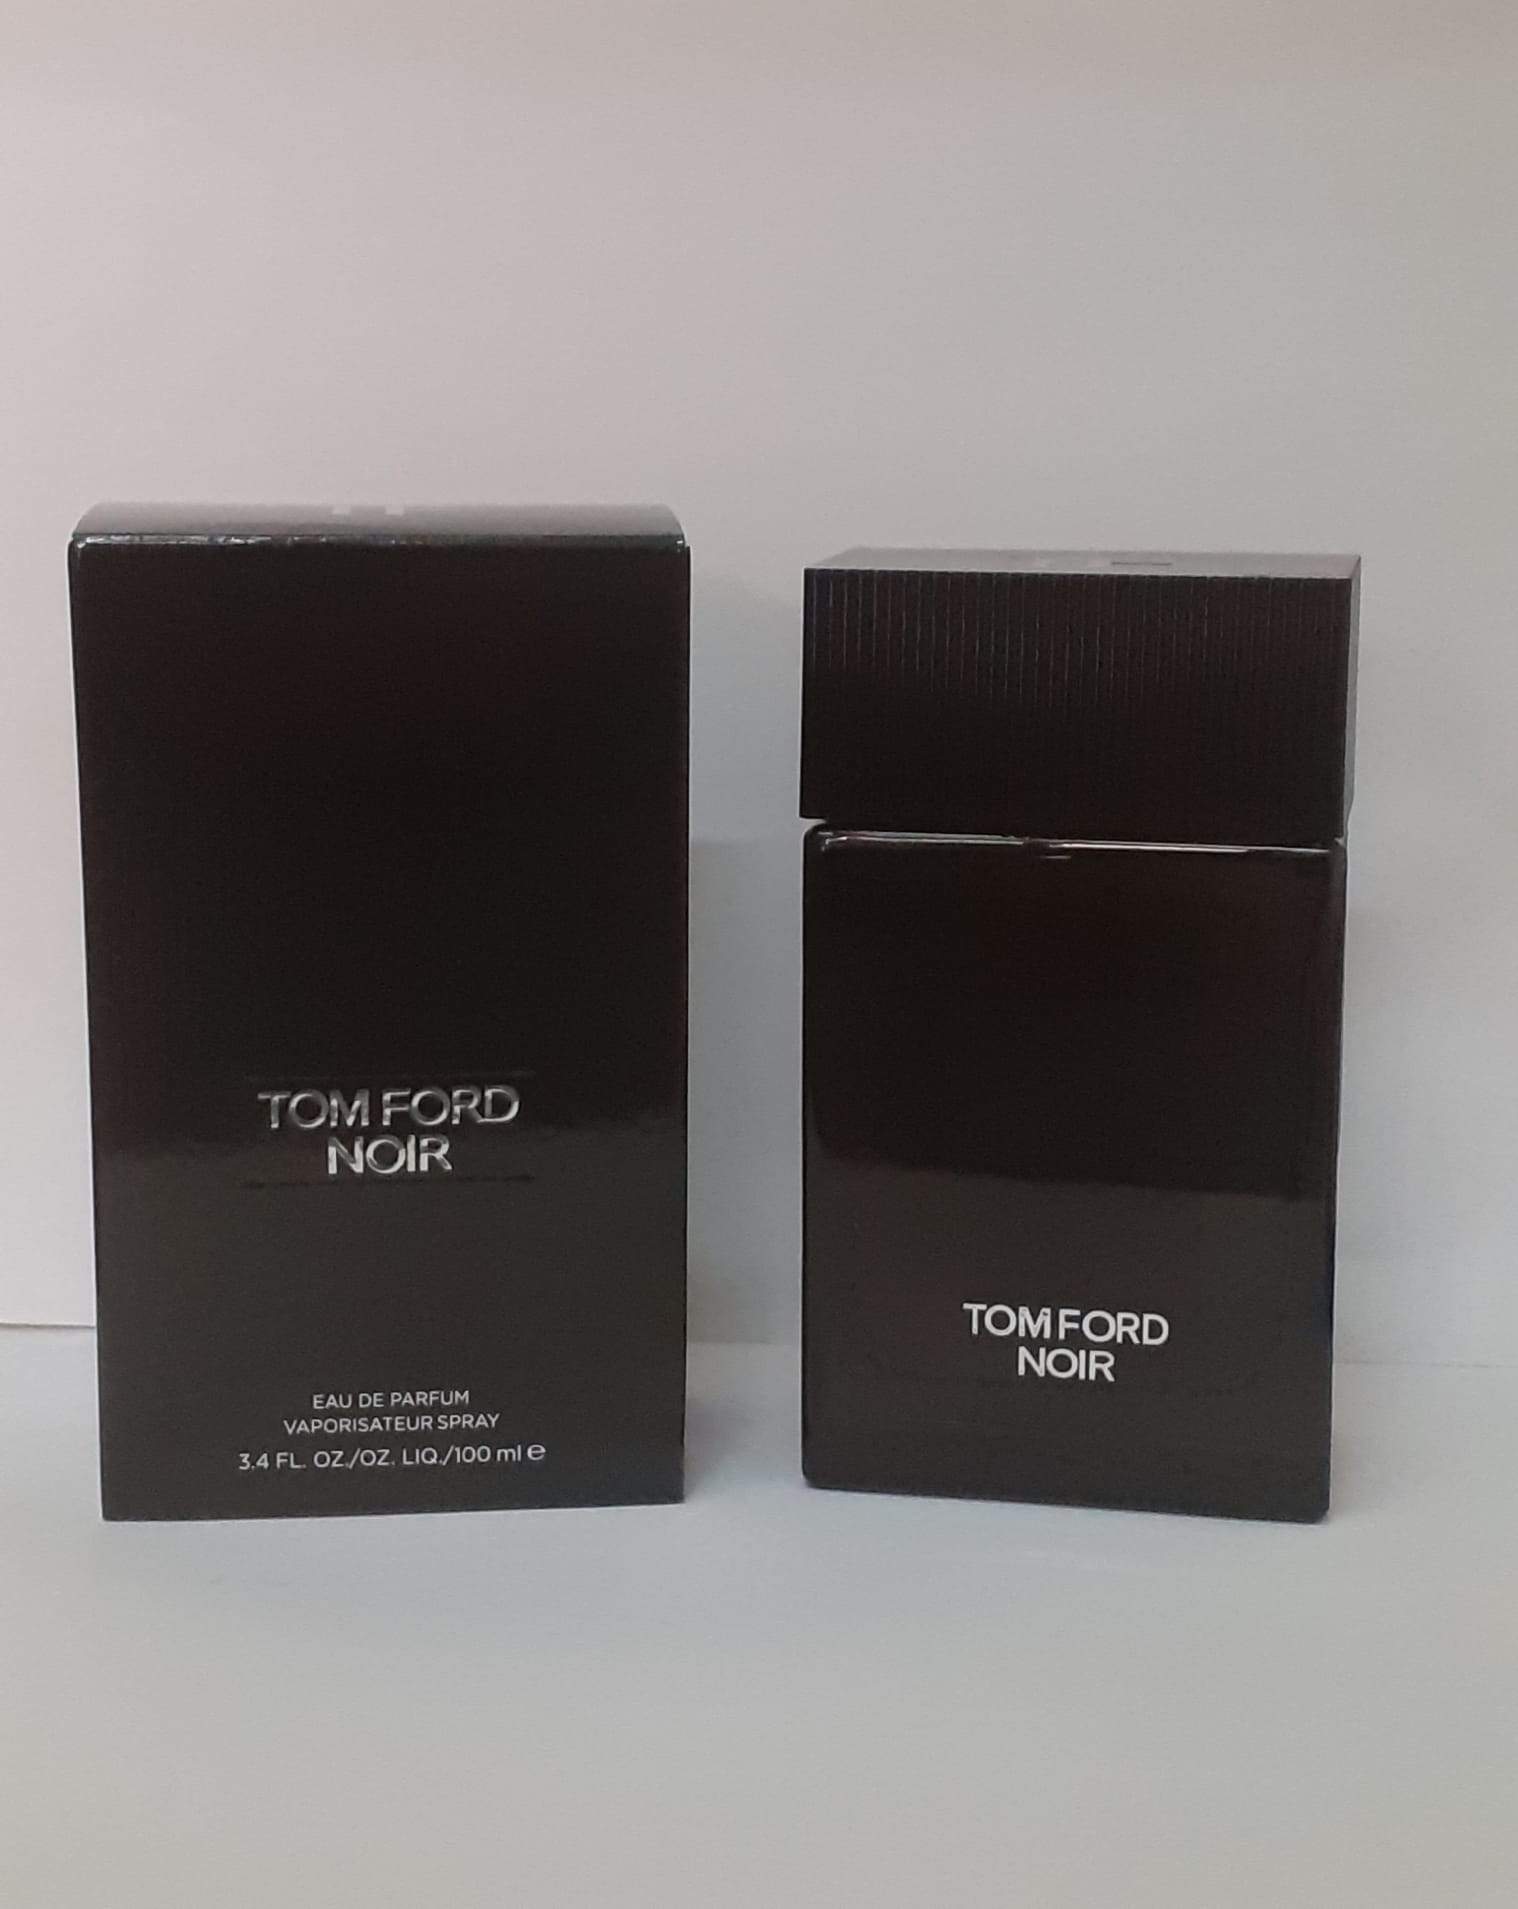 TOM FORD
NOIR
EAU DE PARFUM
VAPORISATEUR SPRAY
3.4 FL. OZ./OZ. LIQ./100 ml e
TOM FORD
NOIR